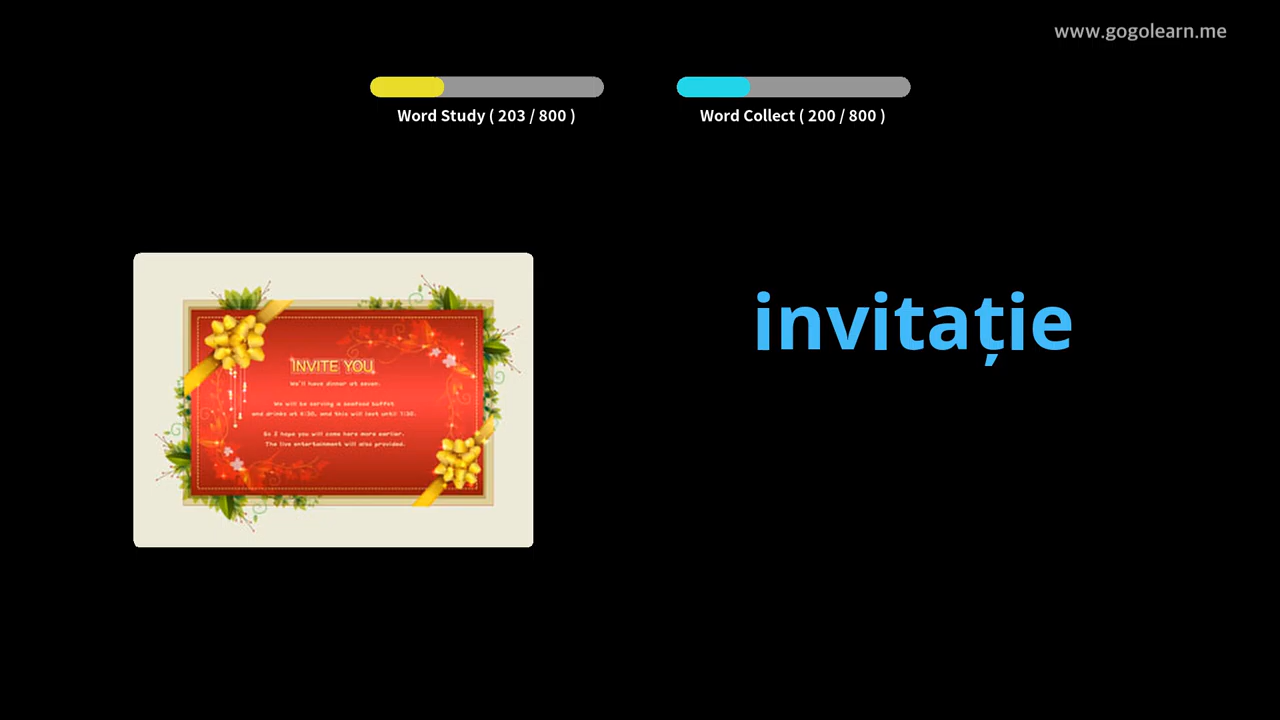 www.gogolearn.me
Word Study ( 203 / 800 )
Word Collect ( 200 / 800 )
invitație
INVITE YOU
We'll have dinner at seven.
We will be serving a seafood buffet
and drinks at 6:30, and this will last until 7:30.
So I hope you will come here more earlier.
The live entertainment will also provided.